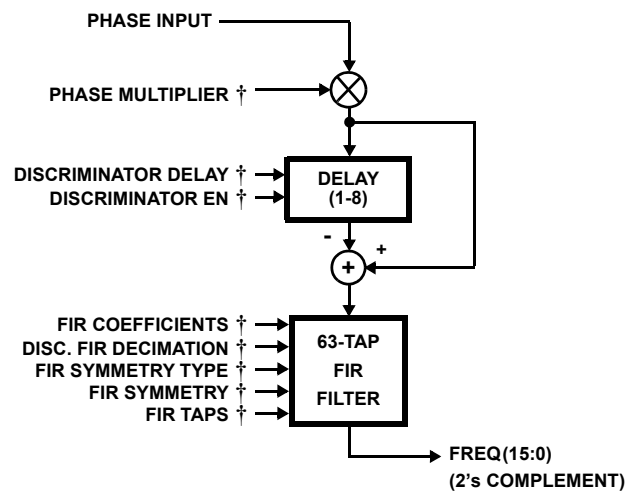 PHASE INPUT
PHASE MULTIPLIER †
DISCRIMINATOR DELAY †
DISCRIMINATOR EN †
DELAY
(1-8)
-
+
+
FIR COEFFICIENTS †
DISC. FIR DECIMATION †
FIR SYMMETRY TYPE †
FIR SYMMETRY †
FIR TAPS †
63-TAP
FIR
FILTER
FREQ(15:0)
(2's COMPLEMENT)